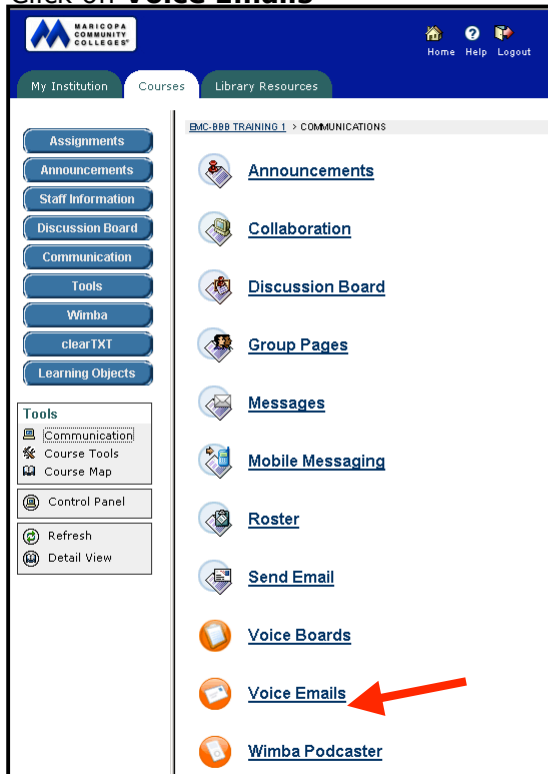 Click on Voice Emails
MARICOPA
COMMUNITY
COLLEGES®
Home Help Logout
My Institution Courses Library Resources
EMC-BBB TRAINING 1 > COMMUNICATIONS
Assignments
Announcements
Staff Information
Discussion Board
Communication
Tools
Wimba
clearTXT
Learning Objects
Tools
Communication
Course Tools
Course Map
Control Panel
Refresh
Detail View
Announcements
Collaboration
Discussion Board
Group Pages
Messages
Mobile Messaging
Roster
Send Email
Voice Boards
Voice Emails
Wimba Podcaster